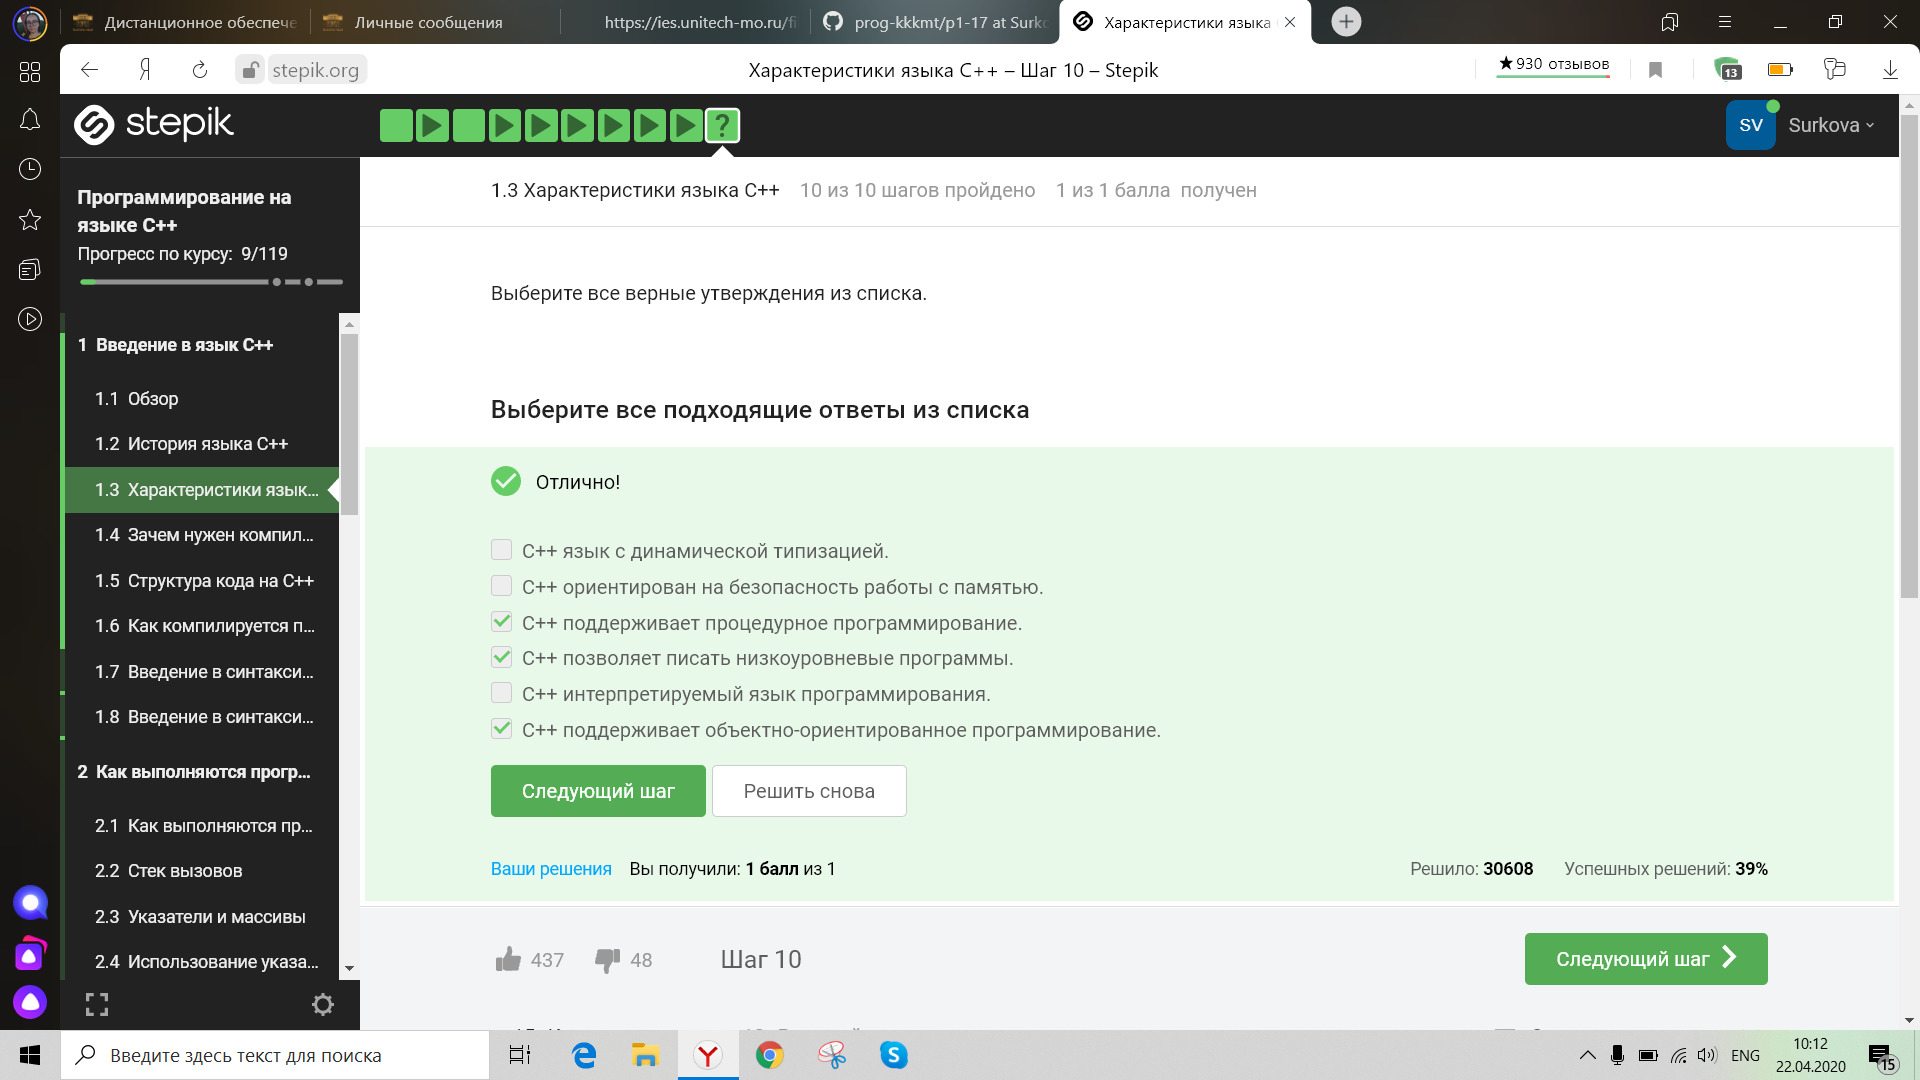 Дистанционное обеспече
Личные сообщения
https://ies.unitech-mo.ru/fi
prog-kkkmt/p1-17 at Surko
Характеристики языка
stepik.org
Характеристики языка C++ – Шаг 10 – Stepik
★930 отзывов
13
stepik
?
SV
Surkova
Программирование на
языке C++
Прогресс по курсу: 9/119
1 Введение в язык C++
1.1 Обзор
1.2 История языка C++
1.3 Характеристики язык...
1.4 Зачем нужен компил...
1.5 Структура кода на C++
1.6 Как компилируется п...
1.7 Введение в синтакси...
1.8 Введение в синтакси...
2 Как выполняются прогр...
2.1 Как выполняются пр...
2.2 Стек вызовов
2.3 Указатели и массивы
2.4 Использование указа...
1.3 Характеристики языка C++ 10 из 10 шагов пройдено 1 из 1 балла получен
Выберите все верные утверждения из списка.
Выберите все подходящие ответы из списка
Отлично!
C++ язык с динамической типизацией.
C++ ориентирован на безопасность работы с памятью.
C++ поддерживает процедурное программирование.
C++ позволяет писать низкоуровневые программы.
C++ интерпретируемый язык программирования.
C++ поддерживает объектно-ориентированное программирование.
Следующий шаг
Решить снова
Ваши решения Вы получили: 1 балл из 1
Решило: 30608 Успешных решений: 39%
437
48
Шаг 10
Следующий шаг
Введите здесь текст для поиска
ENG
10:12
22.04.2020
15